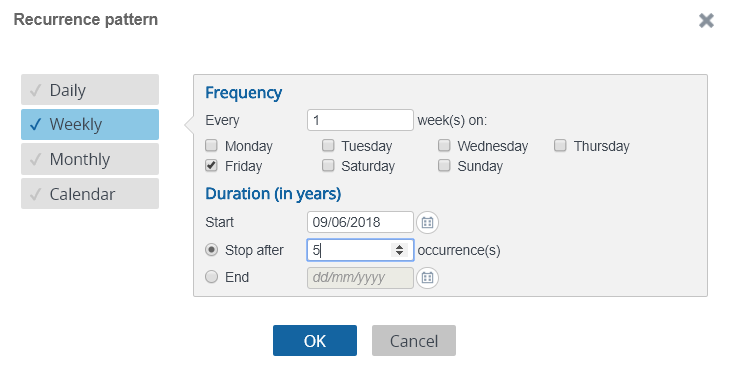 Recurrence pattern
Daily
Weekly
Monthly
Calendar
Frequency
Every 1 week(s) on:
Monday Tuesday Wednesday Thursday
Friday Saturday Sunday
Duration (in years)
Start 09/06/2018
Stop after 5 occurrence(s)
End dd/mm/yyyy
OK Cancel